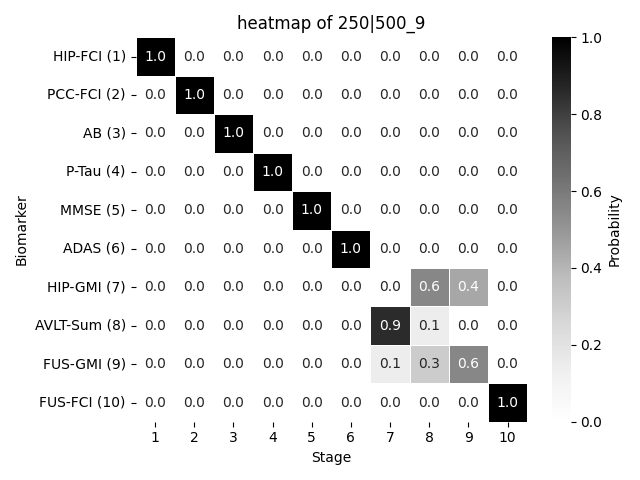 heatmap of 250|500_9
HIP-FCI (1) 1.0 0.0 0.0 0.0 0.0 0.0 0.0 0.0 0.0 0.0
PCC-FCI (2) 0.0 1.0 0.0 0.0 0.0 0.0 0.0 0.0 0.0 0.0
AB (3) 0.0 0.0 1.0 0.0 0.0 0.0 0.0 0.0 0.0 0.0
P-Tau (4) 0.0 0.0 0.0 1.0 0.0 0.0 0.0 0.0 0.0 0.0
MMSE (5) 0.0 0.0 0.0 0.0 1.0 0.0 0.0 0.0 0.0 0.0
ADAS (6) 0.0 0.0 0.0 0.0 0.0 1.0 0.0 0.0 0.0 0.0
HIP-GMI (7) 0.0 0.0 0.0 0.0 0.0 0.0 0.0 0.6 0.4 0.0
AVLT-Sum (8) 0.0 0.0 0.0 0.0 0.0 0.0 0.9 0.1 0.0 0.0
FUS-GMI (9) 0.0 0.0 0.0 0.0 0.0 0.0 0.1 0.3 0.6 0.0
FUS-FCI (10) 0.0 0.0 0.0 0.0 0.0 0.0 0.0 0.0 0.0 1.0
1 2 3 4 5 6 7 8 9 10
Stage
Biomarker
1.0
0.8
0.6
0.4
0.2
0.0
Probability